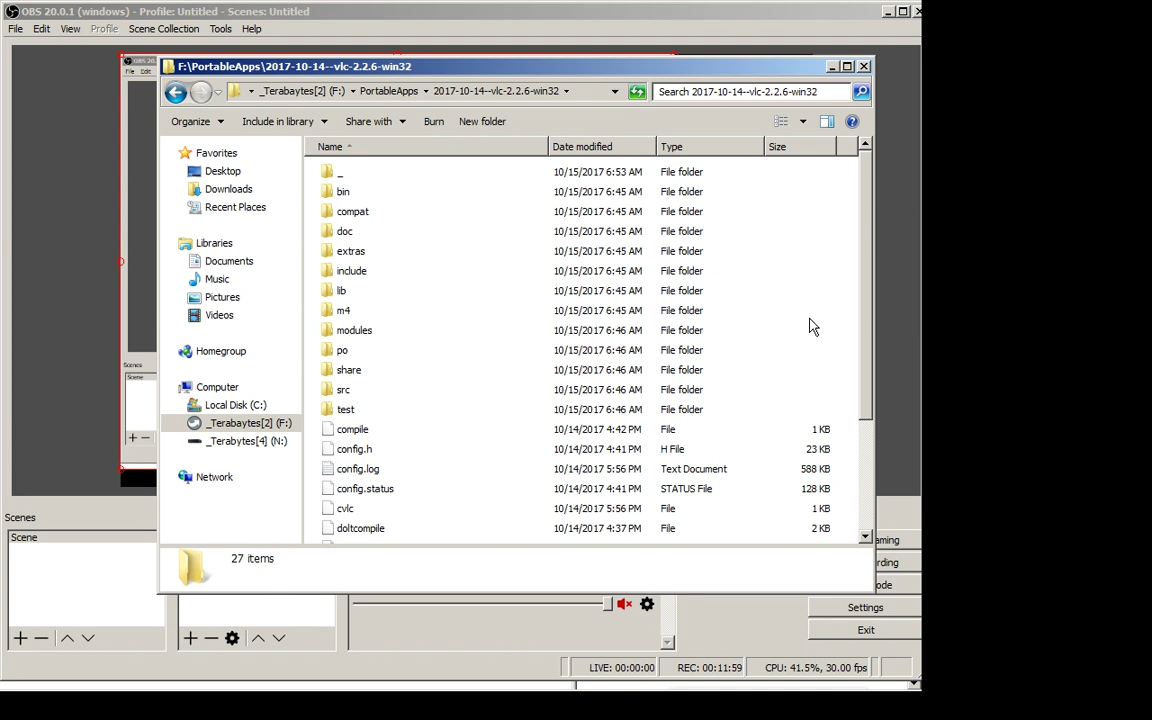 OBS 20.0.1 (windows) - Profile: Untitled - Scenes: Untitled
File Edit View Profile Scene Collection Tools Help
F:\PortableApps\2017-10-14--vlc-2.2.6-win32
_Terabaytes[2] (F:) PortableApps 2017-10-14--vlc-2.2.6-win32
Search 2017-10-14--vlc-2.2.6-win32
Organize Include in library Share with Burn New folder
Name Date modified Type Size
Favorites
Desktop
Downloads
Recent Places
Libraries
Documents
Music
Pictures
Videos
Homegroup
Computer
Local Disk (C:)
_Terabaytes[2] (F:)
_Terabytes[4] (N:)
Network
_ 10/15/2017 6:53 AM File folder
bin 10/15/2017 6:45 AM File folder
compat 10/15/2017 6:45 AM File folder
doc 10/15/2017 6:45 AM File folder
extras 10/15/2017 6:45 AM File folder
include 10/15/2017 6:45 AM File folder
lib 10/15/2017 6:45 AM File folder
m4 10/15/2017 6:45 AM File folder
modules 10/15/2017 6:46 AM File folder
po 10/15/2017 6:46 AM File folder
share 10/15/2017 6:46 AM File folder
src 10/15/2017 6:46 AM File folder
test 10/15/2017 6:46 AM File folder
compile 10/14/2017 4:42 PM File 1 KB
config.h 10/14/2017 4:41 PM H File 23 KB
config.log 10/14/2017 5:56 PM Text Document 588 KB
config.status 10/14/2017 4:41 PM STATUS File 128 KB
cvlc 10/14/2017 5:56 PM File 1 KB
doltcompile 10/14/2017 4:37 PM File 2 KB
27 items
OBS 20.
File Edit
Scenes
Scene
Scenes
Scene
aming
rding
ode
Settings
Exit
LIVE: 00:00:00 REC: 00:11:59 CPU: 41.5%, 30.00 fps